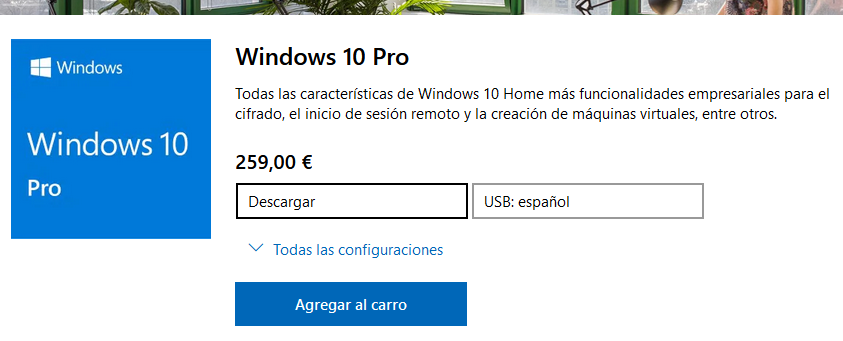 Windows
Windows 10
Pro
Windows 10 Pro
Todas las características de Windows 10 Home más funcionalidades empresariales para el
cifrado, el inicio de sesión remoto y la creación de máquinas virtuales, entre otros.
259,00 €
Descargar
USB: español
Todas las configuraciones
Agregar al carro